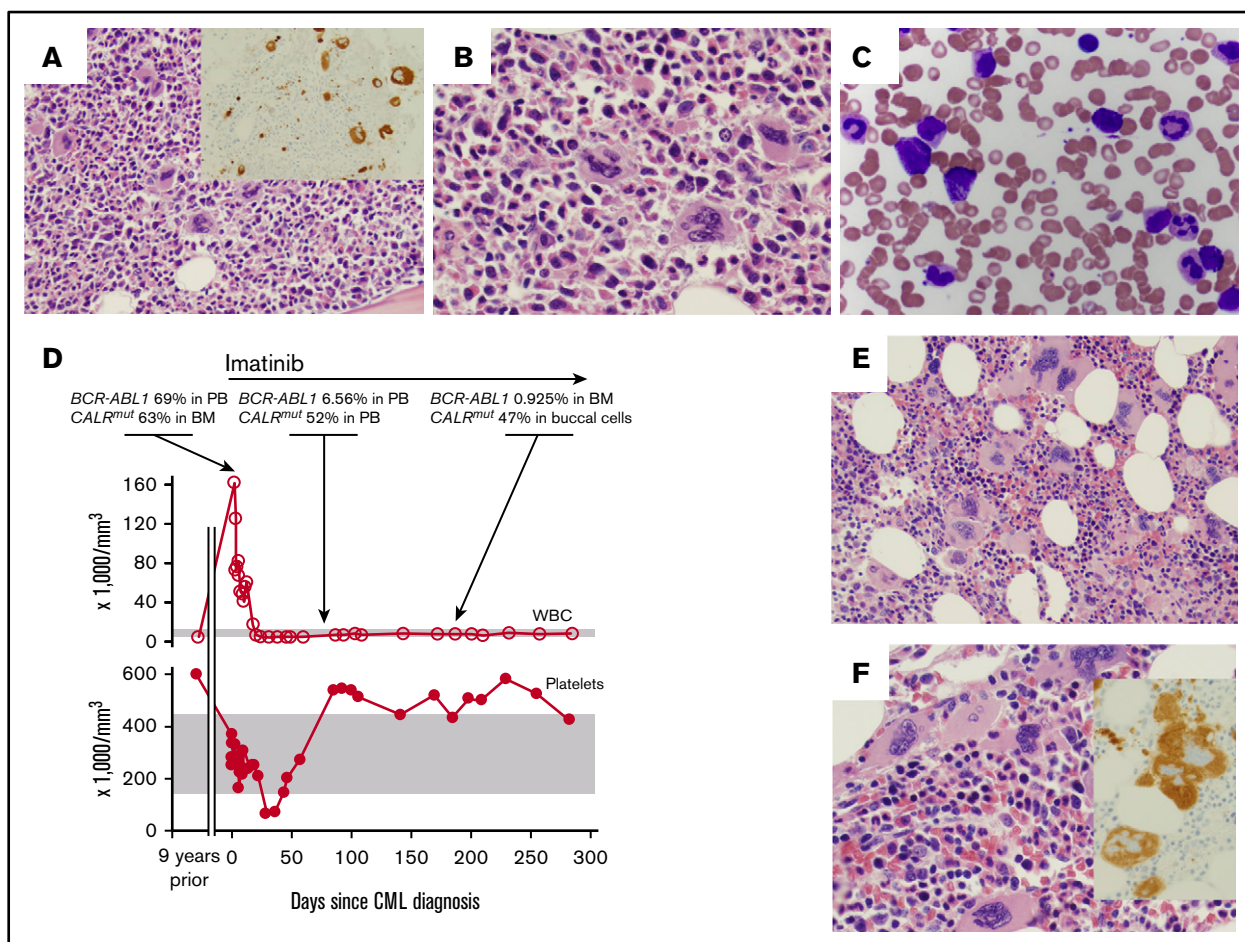 A
B
C
D
Imatinib
BCR-ABL1 69% in PB
CALRmut 63% in BM
BCR-ABL1 6.56% in PB
CALRmut 52% in PB
BCR-ABL1 0.925% in BM
CALRmut 47% in buccal cells
160
120
80
40
0
x 1,000/mm3
WBC
600
400
200
0
x 1,000/mm3
Platelets
9 years
prior
0
50
100
150
200
250
300
Days since CML diagnosis
E
F